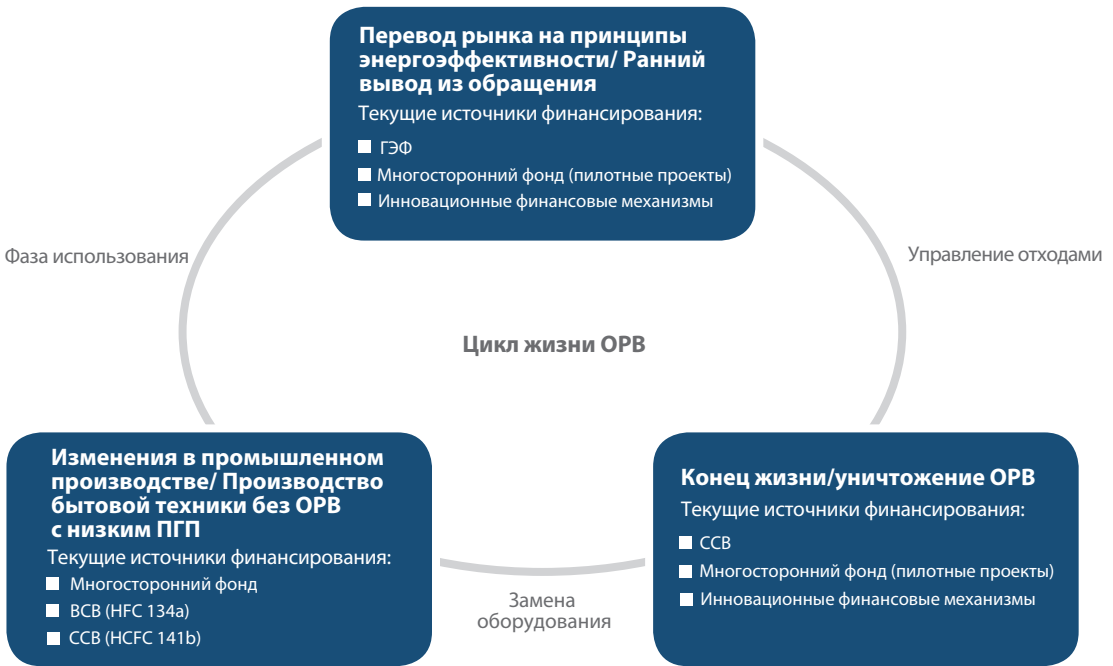 Перевод рынка на принципы
энергоэффективности/ Ранний
вывод из обращения
Текущие источники финансирования:
ГЭФ
Многосторонний фонд (пилотные проекты)
Инновационные финансовые механизмы
Фаза использования
Управление отходами
Цикл жизни ОРВ
Изменения в промышленном
производстве/ Производство
бытовой техники без ОРВ
с низким ПГП
Текущие источники финансирования:
Многосторонний фонд
ВСВ (HFC 134a)
ССВ (HCFC 141b)
Замена
оборудования
Конец жизни/уничтожение ОРВ
Текущие источники финансирования:
ССВ
Многосторонний фонд (пилотные проекты)
Инновационные финансовые механизмы